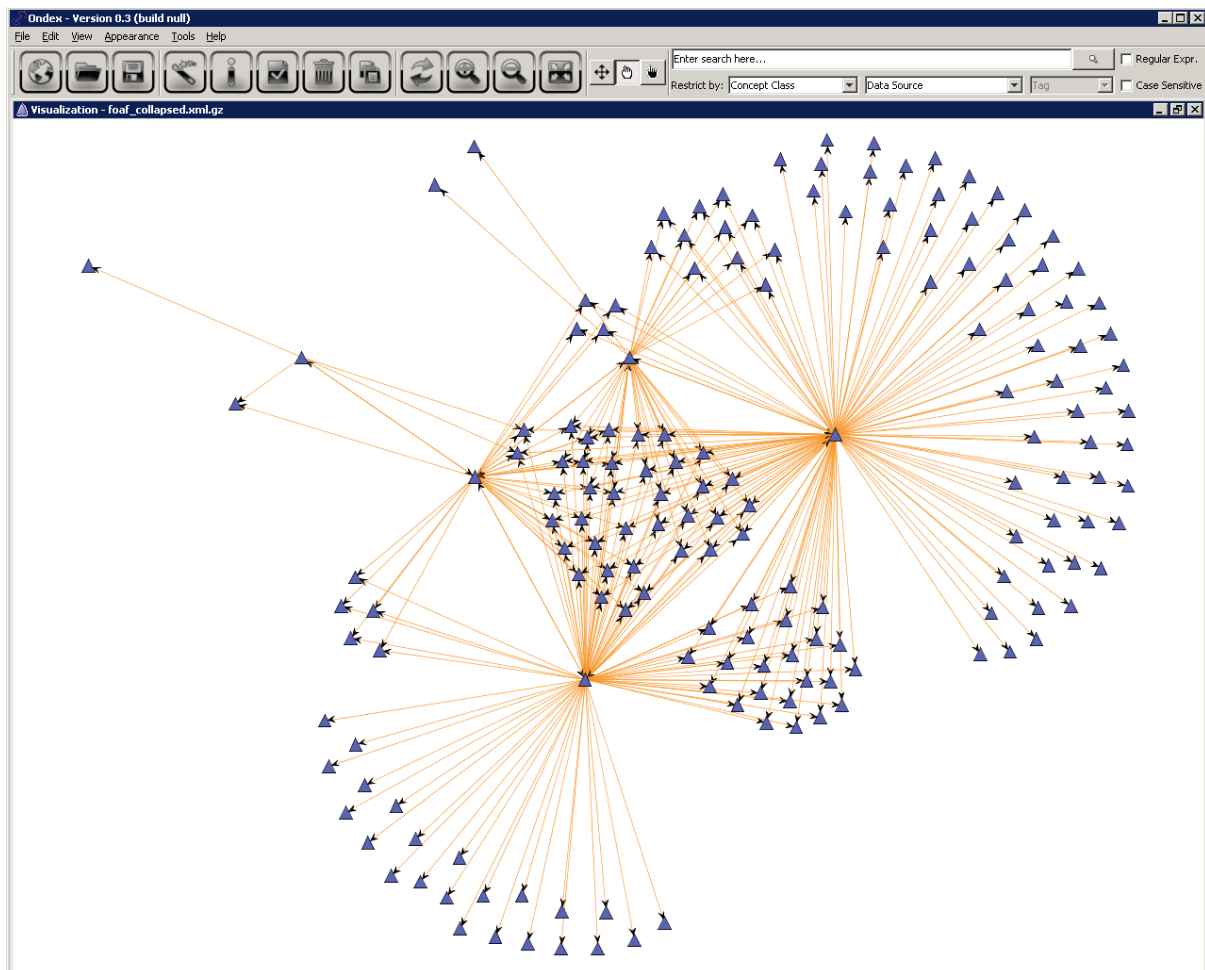 Ondex - Version 0.3 (build null)
File Edit View Appearance Tools Help
Enter search here...
Regular Expr.
Restrict by: Concept Class Data Source Tag Case Sensitive
Visualization - foaf_collapsed.xml.gz